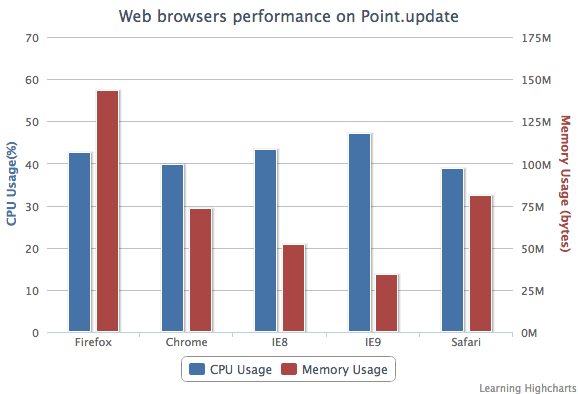 Web browsers performance on Point.update
70 175M
60 150M
50 125M
40 100M
30 75M
20 50M
10 25M
0 0M
CPU Usage(%)
Memory Usage (bytes)
Firefox Chrome IE8 IE9 Safari
CPU Usage Memory Usage
Learning Highcharts